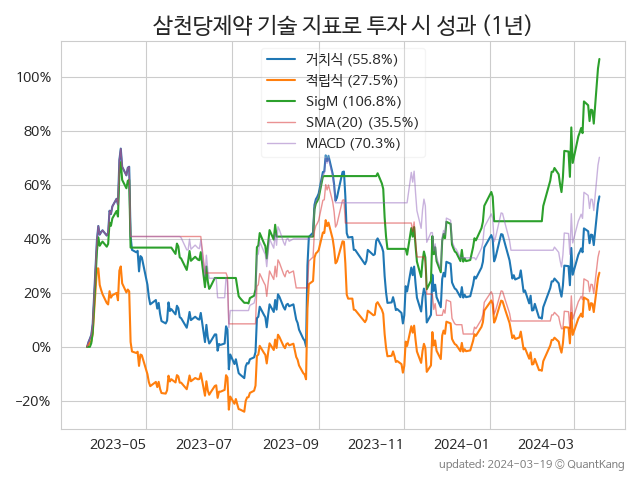 삼천당제약 기술 지표로 투자 시 성과 (1년)
거치식 (55.8%)
적립식 (27.5%)
SigM (106.8%)
SMA(20) (35.5%)
MACD (70.3%)
100%
80%
60%
40%
20%
0%
−20%
2023-05 2023-07 2023-09 2023-11 2024-01 2024-03
updated: 2024-03-19 ⓒ QuantKang